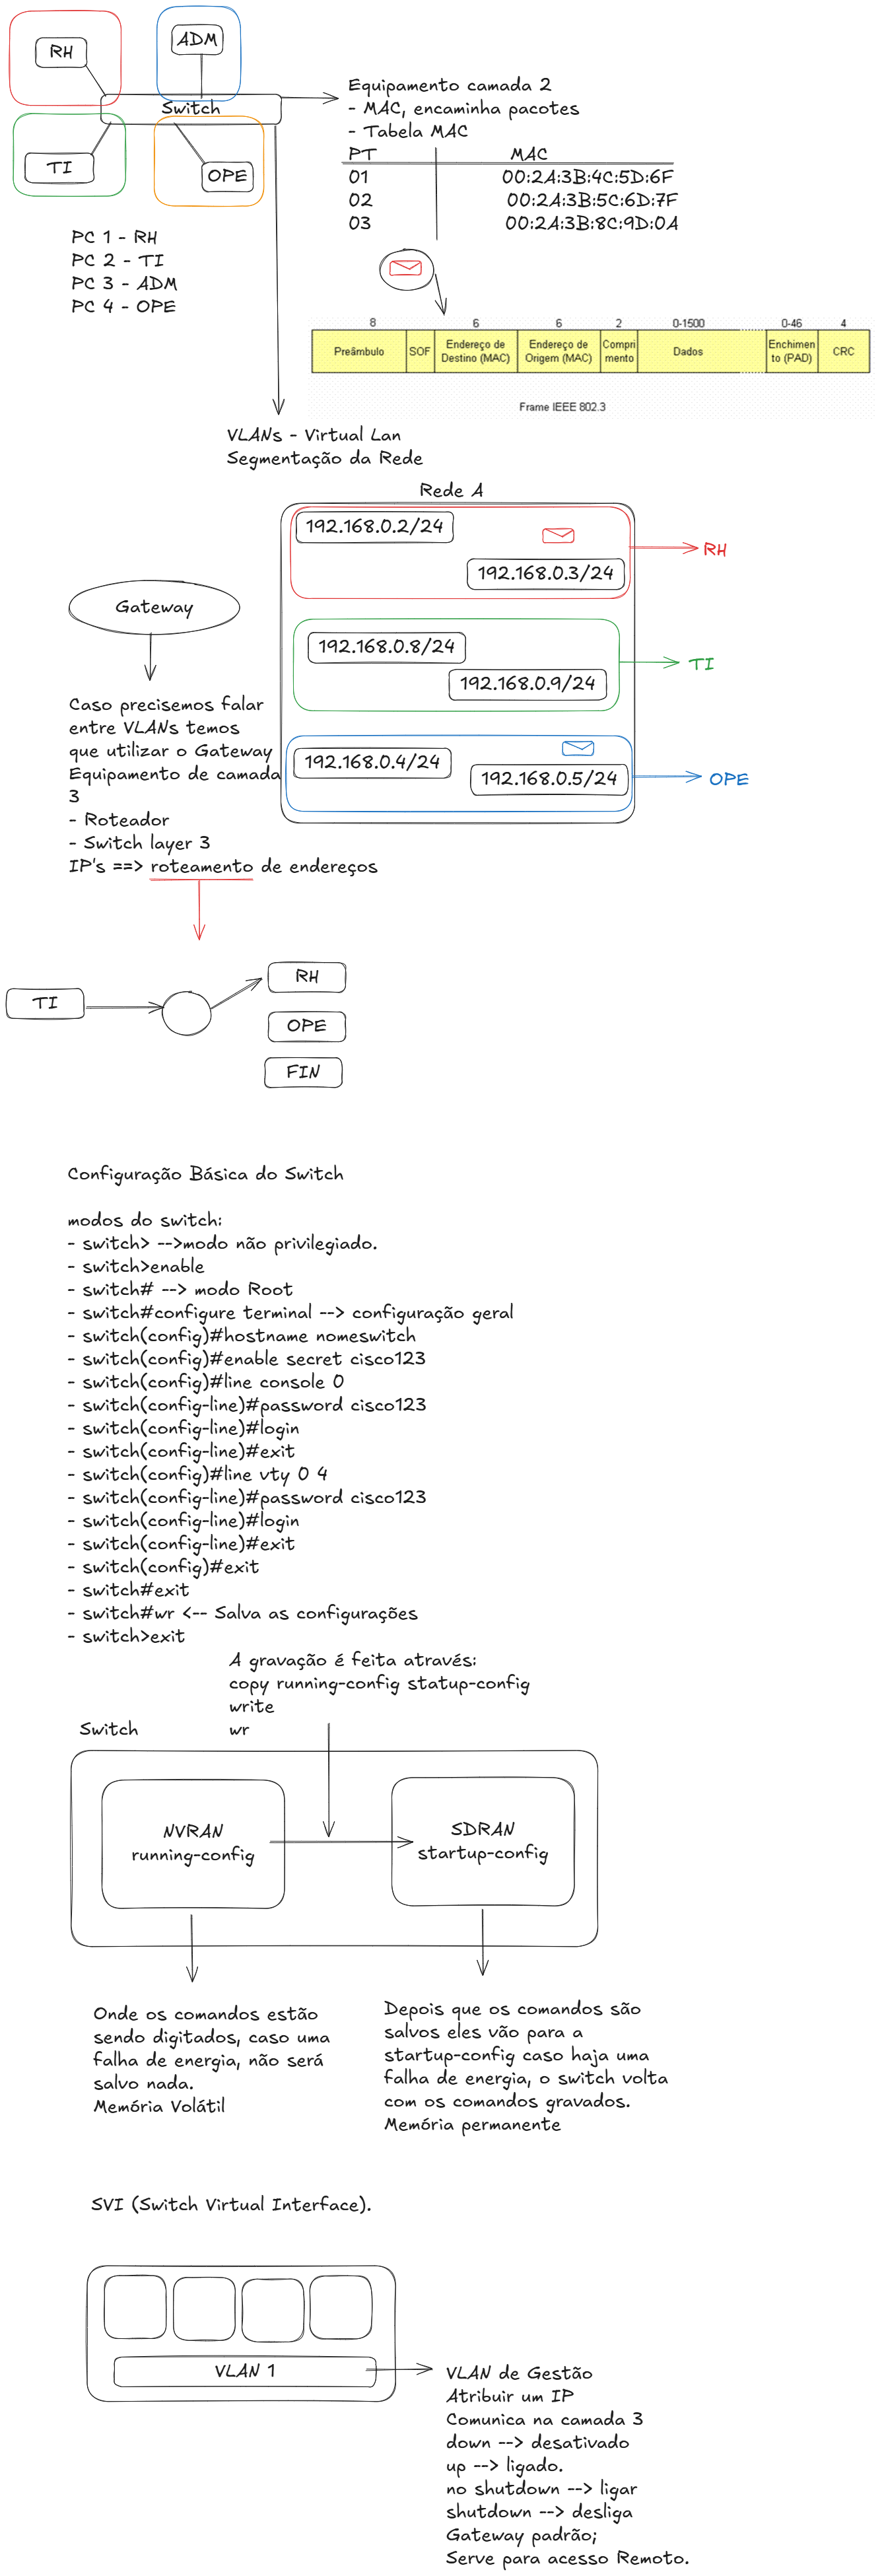 RH
ADM
Switch
TI
OPE
PC 1 - RH
PC 2 - TI
PC 3 - ADM
PC 4 - OPE
Equipamento camada 2
- MAC, encaminha pacotes
- Tabela MAC
PT MAC
01 00:2A:3B:4C:5D:6F
02 00:2A:3B:5C:6D:7F
03 00:2A:3B:8C:9D:0A
8 6 6 2 0-1500 0-46 4
Preâmbulo
SOF
Endereço de
Destino (MAC)
Endereço de
Origem (MAC)
Compri
mento
Dados
Enchimen
to (PAD)
CRC
Frame IEEE 802.3
VLANs - Virtual Lan
Segmentação da Rede
Rede A
192.168.0.2/24
192.168.0.3/24
RH
192.168.0.8/24
192.168.0.9/24
TI
192.168.0.4/24
192.168.0.5/24
OPE
Gateway
Caso precisemos falar
entre VLANs temos
que utilizar o Gateway
Equipamento de camada
3
- Roteador
- Switch layer 3
IP's ==> roteamento de endereços
TI
RH
OPE
FIN
Configuração Básica do Switch
modos do switch:
- switch> -->modo não privilegiado.
- switch>enable
- switch# --> modo Root
- switch#configure terminal --> configuração geral
- switch(config)#hostname nomeswitch
- switch(config)#enable secret cisco123
- switch(config)#line console 0
- switch(config-line)#password cisco123
- switch(config-line)#login
- switch(config-line)#exit
- switch(config)#line vty 0 4
- switch(config-line)#password cisco123
- switch(config-line)#login
- switch(config-line)#exit
- switch(config)#exit
- switch#exit
- switch#wr <-- Salva as configurações
- switch>exit
A gravação é feita através:
copy running-config statup-config
write
wr
Switch
NVRAN
running-config
SDRAN
startup-config
Onde os comandos estão
sendo digitados, caso uma
falha de energia, não será
salvo nada.
Memória Volátil
Depois que os comandos são
salvos eles vão para a
startup-config caso haja uma
falha de energia, o switch volta
com os comandos gravados.
Memória permanente
SVI (Switch Virtual Interface).
VLAN 1
VLAN de Gestão
Atribuir um IP
Comunica na camada 3
down --> desativado
up --> ligado.
no shutdown --> ligar
shutdown --> desliga
Gateway padrão;
Serve para acesso Remoto.